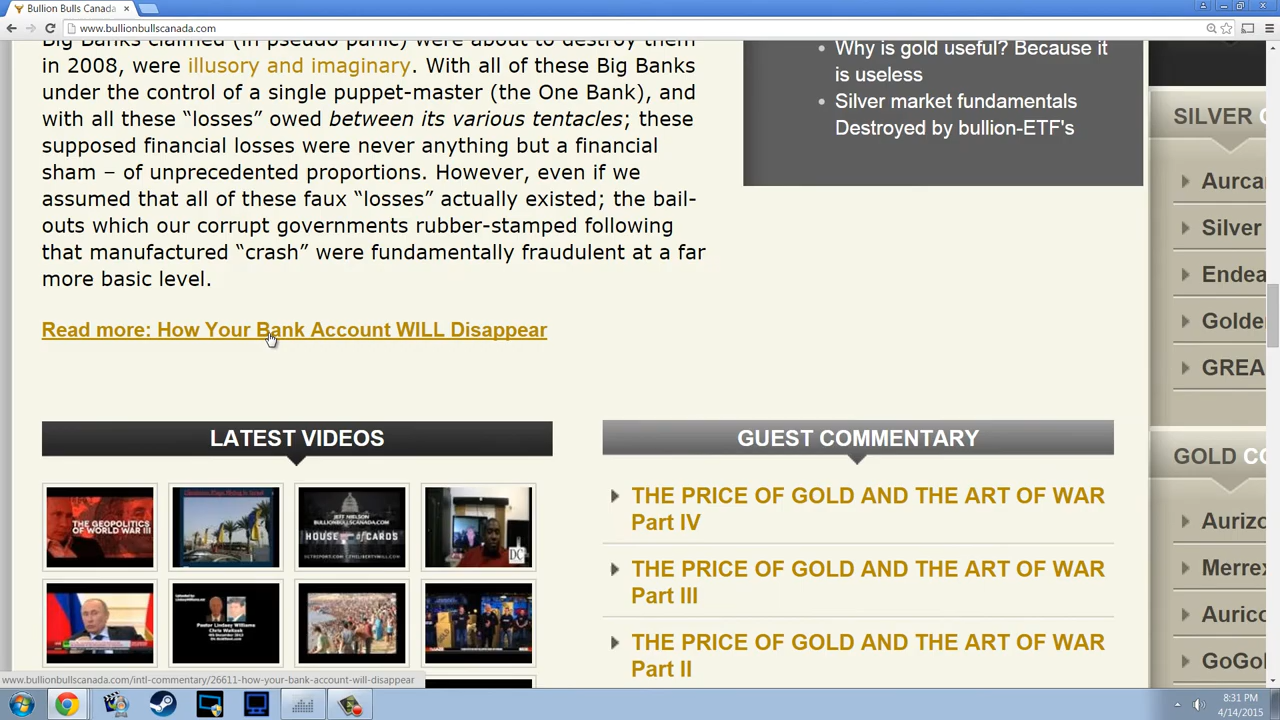 Bullion Bulls Canada
www.bullionbullscanada.com
Big Banks claimed (in pseudo panic) were about to destroy them
in 2008, were illusory and imaginary. With all of these Big Banks
under the control of a single puppet-master (the One Bank), and
with all these “losses” owed between its various tentacles; these
supposed financial losses were never anything but a financial
sham – of unprecedented proportions. However, even if we
assumed that all of these faux “losses” actually existed; the bail-
outs which our corrupt governments rubber-stamped following
that manufactured “crash” were fundamentally fraudulent at a far
more basic level.
Read more: How Your Bank Account WILL Disappear
Why is gold useful? Because it
is useless
Silver market fundamentals
Destroyed by bullion-ETF's
SILVER
Aurca
Silver
Endea
Golde
GREA
GOLD CO
Aurizo
Merrex
Aurico
GoGol
LATEST VIDEOS
THE GEOPOLITICS
OF WORLD WAR III
JEFF NIELSON
BULLIONBULLSCANADA.COM
HOUSE of CARDS
DC
Pastor Lindsey Williams
GUEST COMMENTARY
THE PRICE OF GOLD AND THE ART OF WAR
Part IV
THE PRICE OF GOLD AND THE ART OF WAR
Part III
THE PRICE OF GOLD AND THE ART OF WAR
Part II
www.bullionbullscanada.com/intl-commentary/26611-how-your-bank-account-will-disappear
8:31 PM
4/14/2015